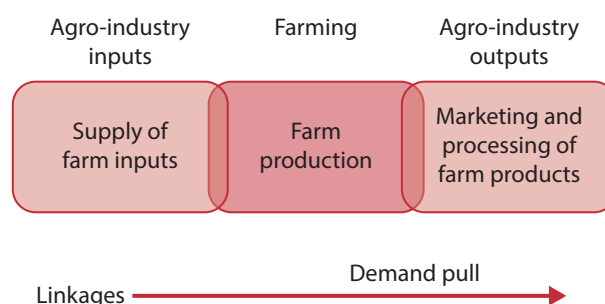 Agro-industry
inputs
Farming
Agro-industry
outputs
Supply of
farm inputs
Farm
production
Marketing and
processing of
farm products
Demand pull
Linkages